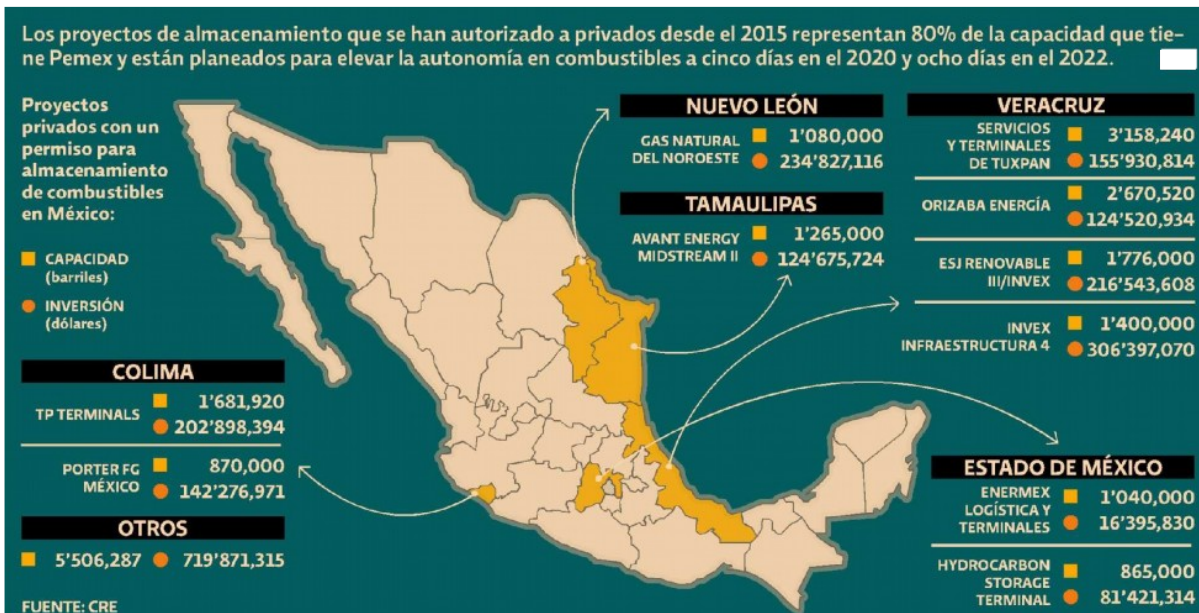 Los proyectos de almacenamiento que se han autorizado a privados desde el 2015 representan 80% de la capacidad que tie-
ne Pemex y están planeados para elevar la autonomía en combustibles a cinco días en el 2020 y ocho días en el 2022.
Proyectos
privados con un
permiso para
almacenamiento
de combustibles
en México:
CAPACIDAD
(barriles)
INVERSIÓN
(dólares)
NUEVO LEÓN
GAS NATURAL
DEL NOROESTE
1'080,000
234'827,116
TAMAULIPAS
AVANT ENERGY
MIDSTREAM II
1'265,000
124'675,724
VERACRUZ
SERVICIOS
Y TERMINALES
DE TUXPAN
3'158,240
155'930,814
ORIZABA ENERGÍA
2'670,520
124'520,934
ESJ RENOVABLE
III/INVEX
1'776,000
216'543,608
INVEX
INFRAESTRUCTURA 4
1'400,000
306'397,070
COLIMA
TP TERMINALS
1'681,920
202'898,394
PORTER FG
MÉXICO
870,000
142'276,971
OTROS
5'506,287
719'871,315
ESTADO DE MÉXICO
ENERMEX
LOGÍSTICA Y
TERMINALES
1'040,000
16'395,830
HYDROCARBON
STORAGE
TERMINAL
865,000
81'421,314
FUENTE: CRE